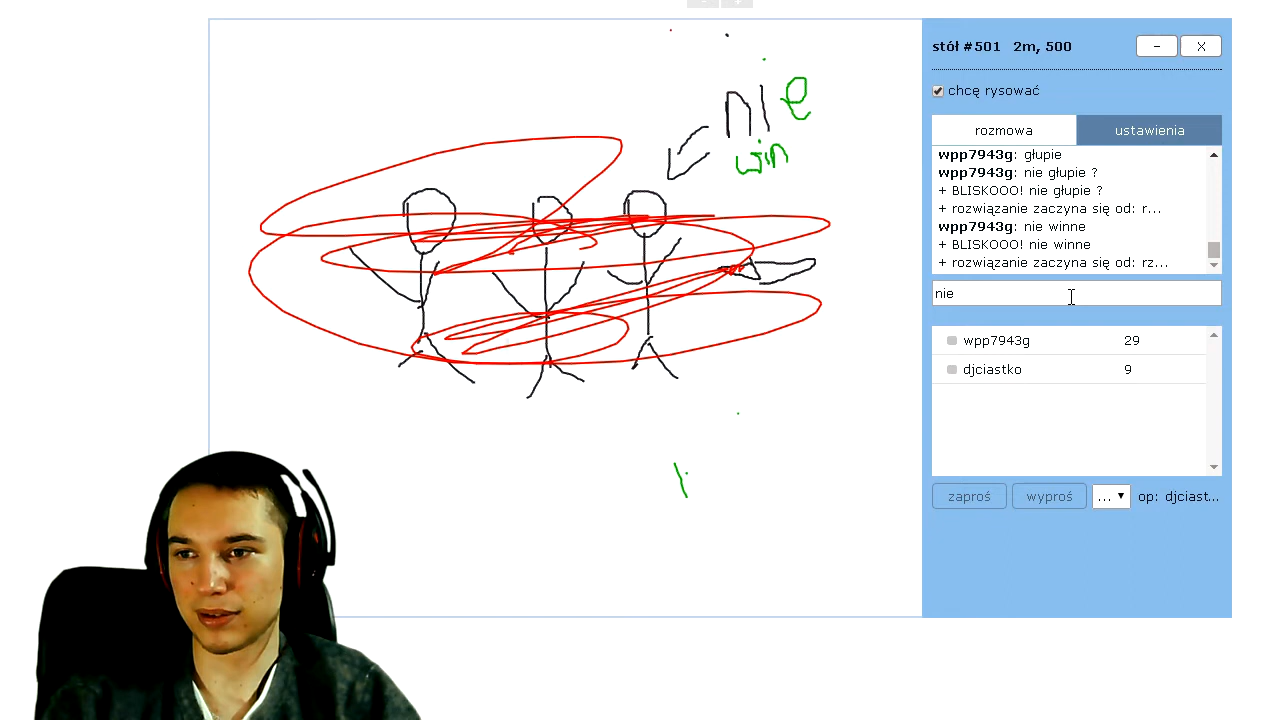 nie
win
stół #501 2m, 500
– X
chcę rysować
rozmowa ustawienia
wpp7943g: głupie
wpp7943g: nie głupie ?
+ BLISKOOO! nie głupie ?
+ rozwiązanie zaczyna się od: r...
wpp7943g: nie winne
+ BLISKOOO! nie winne
+ rozwiązanie zaczyna się od: rz...
nie
wpp7943g 29
djciastko 9
zaproś wyproś ... op: djciast...